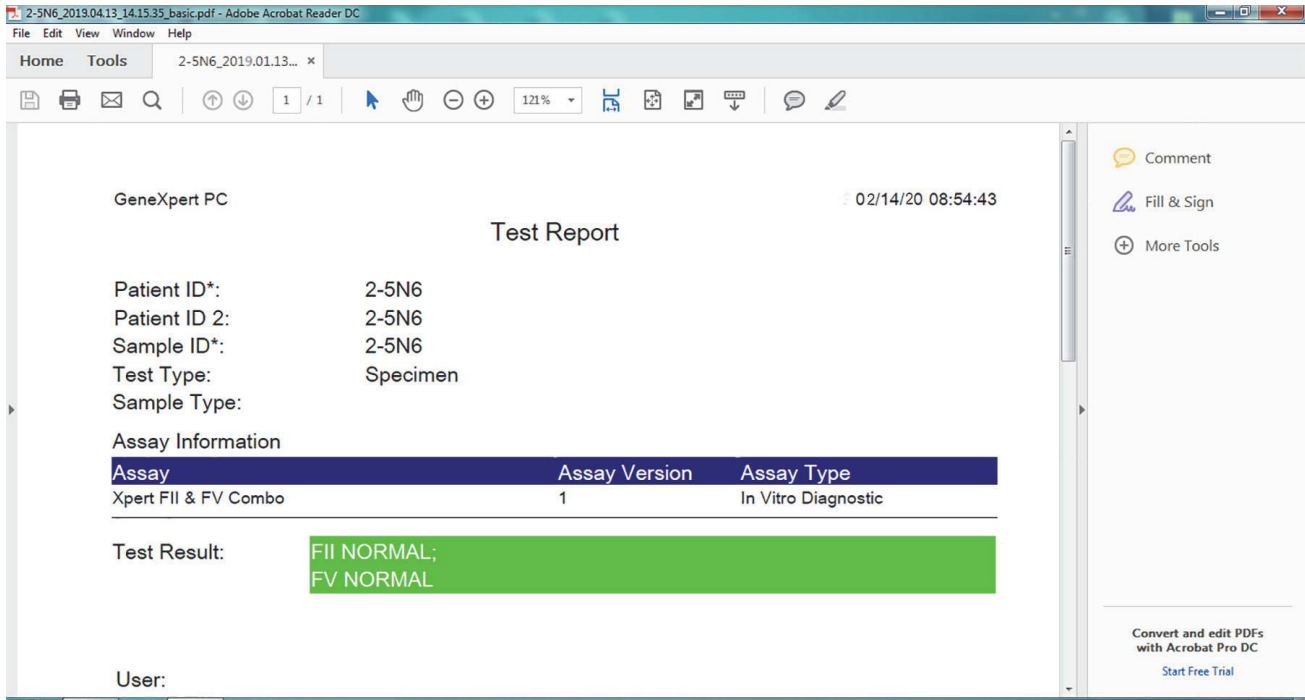 2-5N6_2019.04.13_14.15.35_basic.pdf - Adobe Acrobat Reader DC
File Edit View Window Help
Home Tools 2-5N6_2019.01.13... ×
1 / 1 121%
GeneXpert PC 02/14/20 08:54:43
Test Report
Patient ID*: 2-5N6
Patient ID 2: 2-5N6
Sample ID*: 2-5N6
Test Type: Specimen
Sample Type:
Assay Information
Assay Assay Version Assay Type
Xpert FII & FV Combo 1 In Vitro Diagnostic
Test Result: FII NORMAL;
FV NORMAL
User:
Comment
Fill & Sign
More Tools
Convert and edit PDFs
with Acrobat Pro DC
Start Free Trial